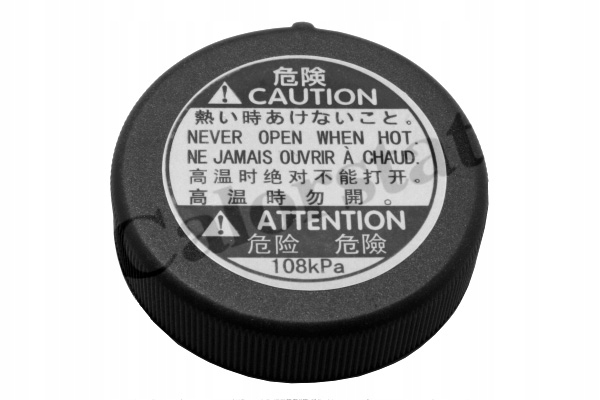 危険
CAUTION
熱い時あけないこと。
NEVER OPEN WHEN HOT.
NE JAMAIS OUVRIR À CHAUD.
高温时绝对不能打开。
高温時勿開。
ATTENTION
危险 危險
108kPa
Calorstat